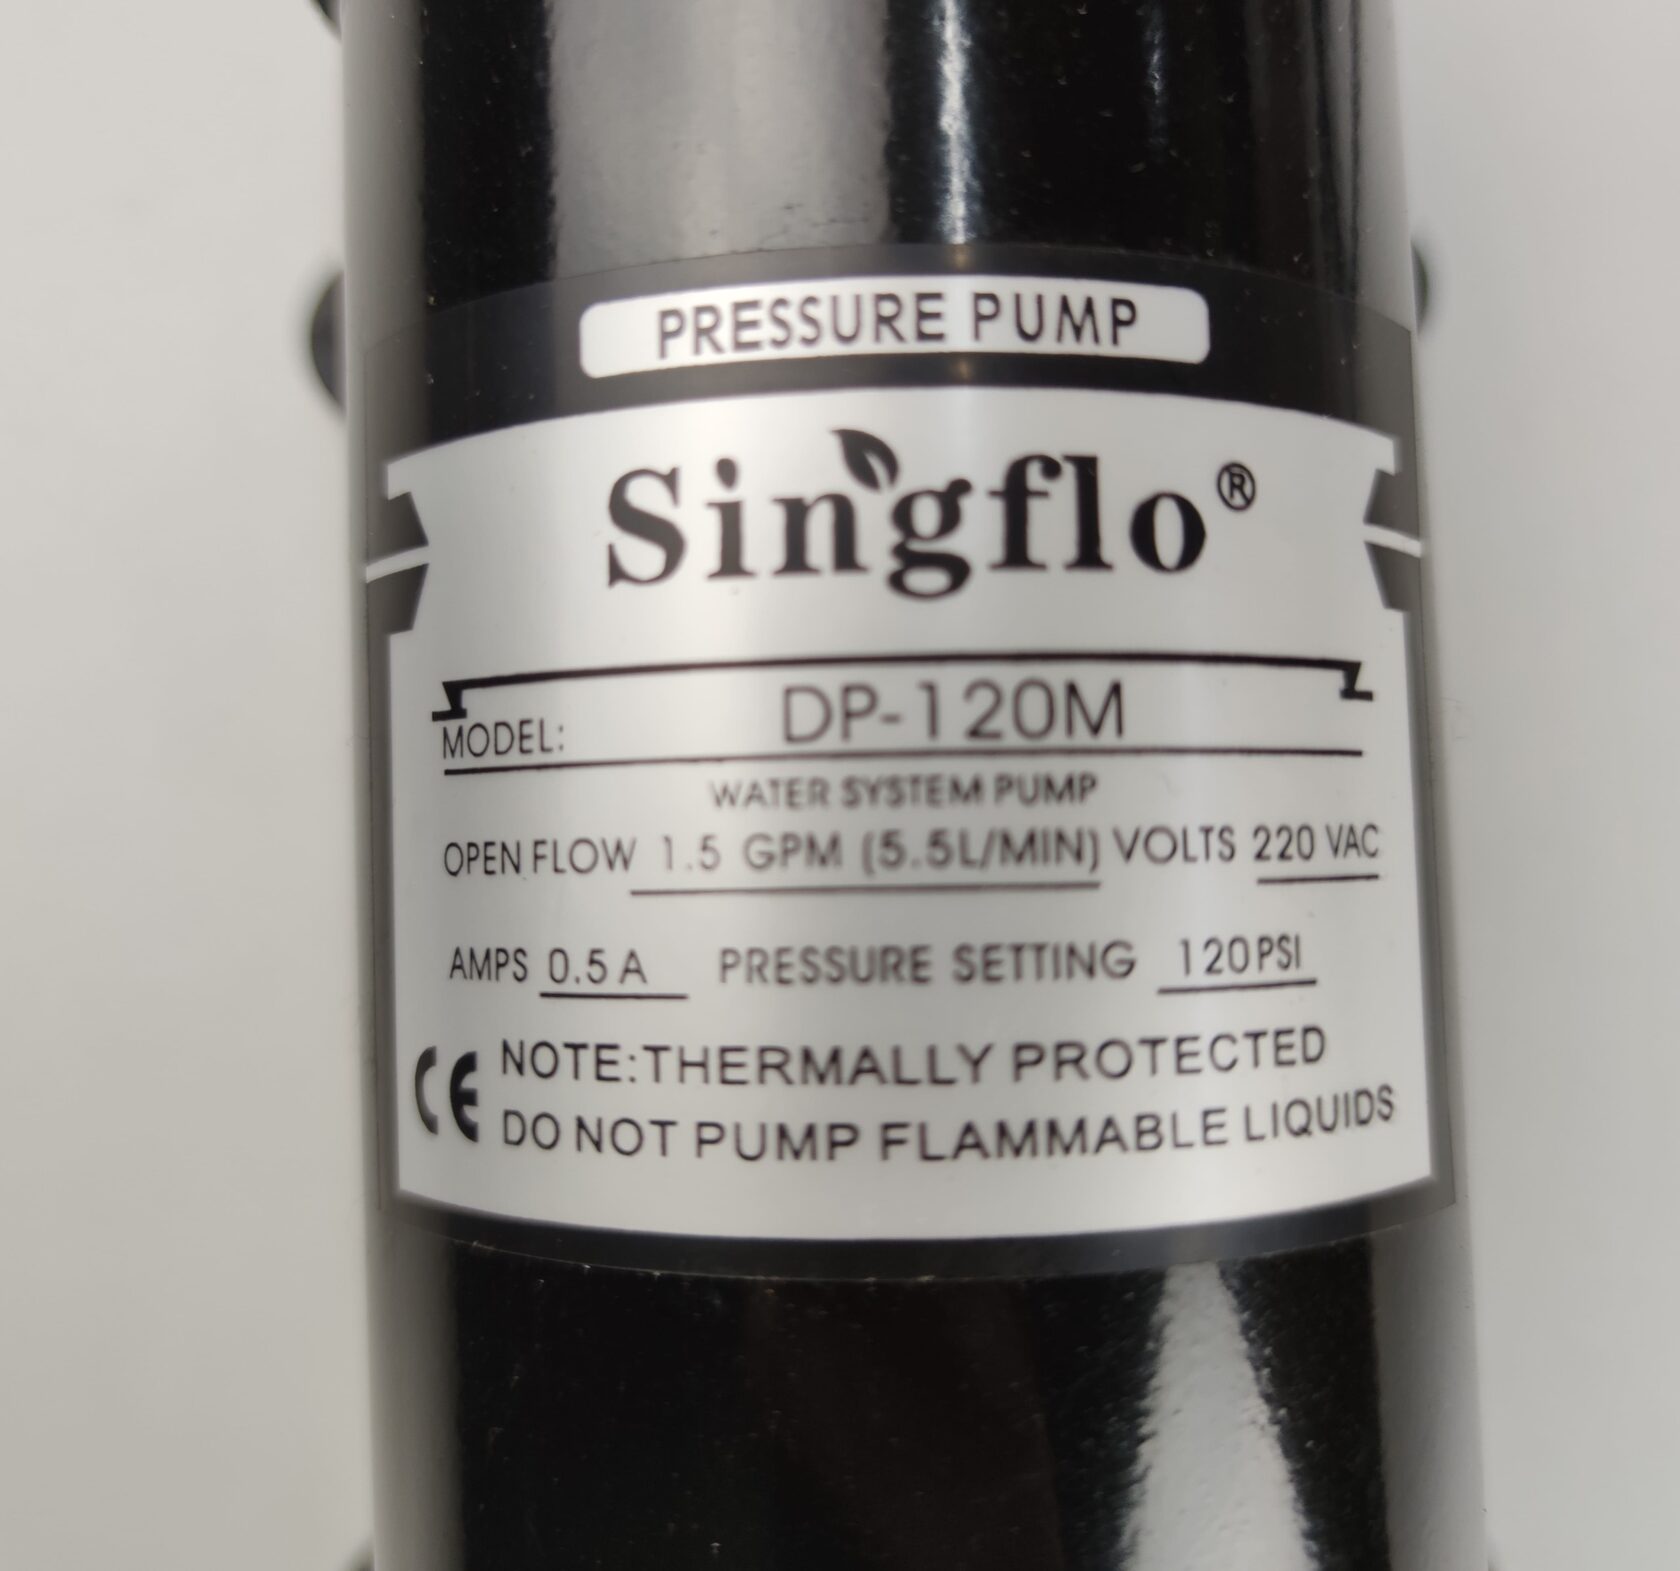 PRESSURE PUMP
Singflo®
MODEL: DP-120M
WATER SYSTEM PUMP
OPEN FLOW 1.5 GPM (5.5L/MIN) VOLTS 220 VAC
AMPS 0.5 A PRESSURE SETTING 120PSI
CE NOTE:THERMALLY PROTECTED
DO NOT PUMP FLAMMABLE LIQUIDS